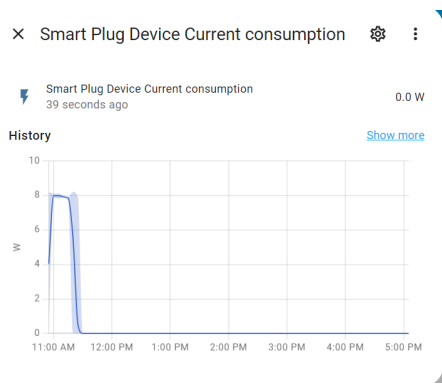 Smart Plug Device Current consumption
Smart Plug Device Current consumption
39 seconds ago
0.0 W
History
Show more
10
8
6
4
2
0
W
11:00 AM 12:00 PM 1:00 PM 2:00 PM 3:00 PM 4:00 PM 5:00 PM